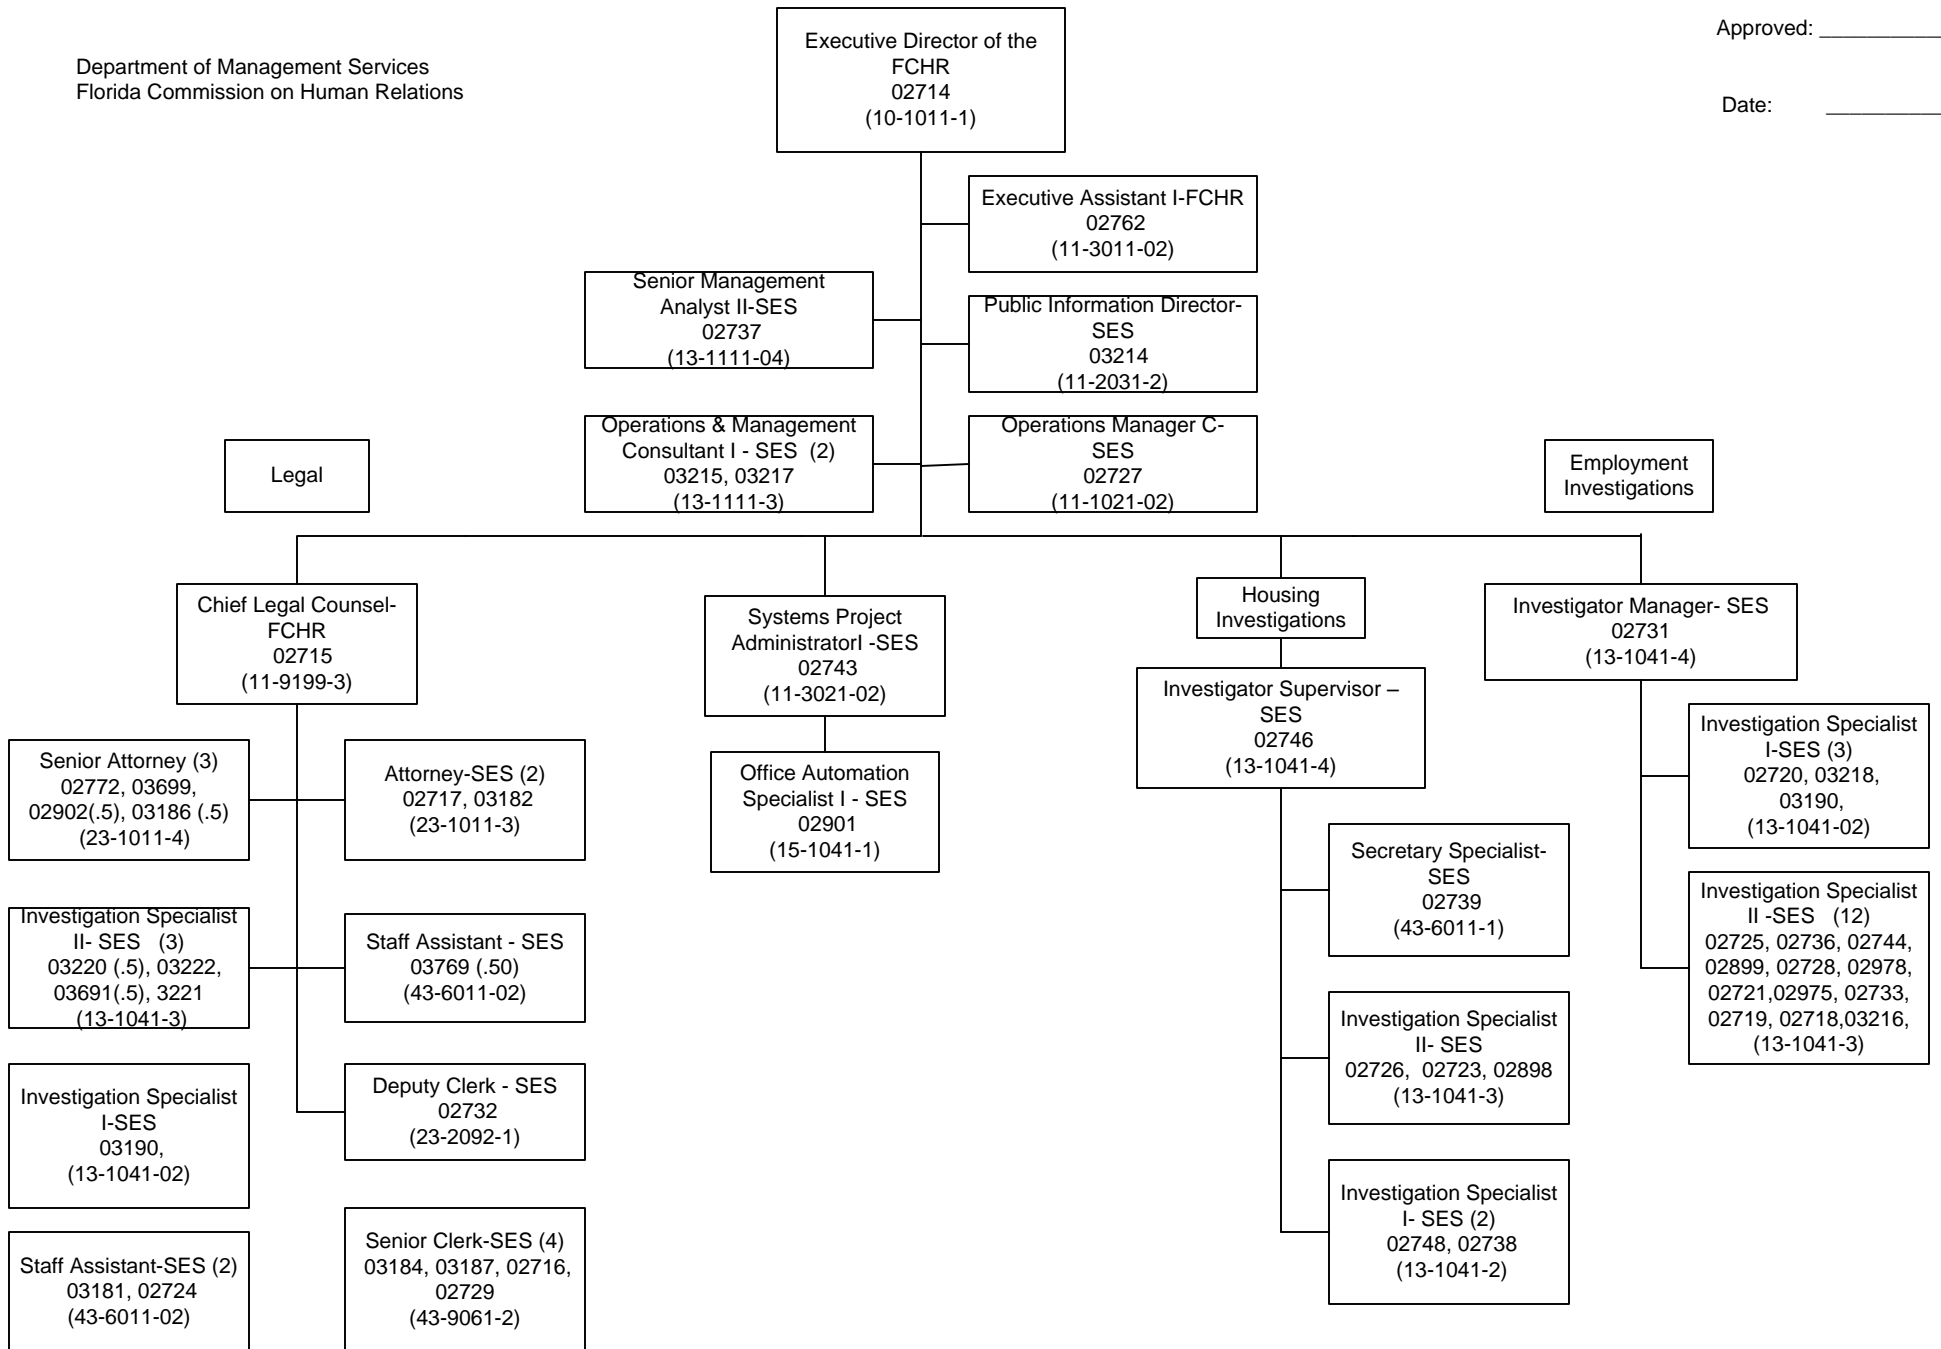 Department of Management Services
Florida Commission on Human Relations
Approved: ___________
Date: ___________
Executive Director of the
FCHR
02714
(10-1011-1)
Executive Assistant I-FCHR
02762
(11-3011-02)
Senior Management
Analyst II-SES
02737
(13-1111-04)
Public Information Director-
SES
03214
(11-2031-2)
Operations & Management
Consultant I - SES (2)
03215, 03217
(13-1111-3)
Operations Manager C-
SES
02727
(11-1021-02)
Legal
Employment
Investigations
Chief Legal Counsel-
FCHR
02715
(11-9199-3)
Systems Project
AdministratorI -SES
02743
(11-3021-02)
Housing
Investigations
Investigator Manager- SES
02731
(13-1041-4)
Investigator Supervisor –
SES
02746
(13-1041-4)
Senior Attorney (3)
02772, 03699,
02902(.5), 03186 (.5)
(23-1011-4)
Attorney-SES (2)
02717, 03182
(23-1011-3)
Office Automation
Specialist I - SES
02901
(15-1041-1)
Investigation Specialist
I-SES (3)
02720, 03218,
03190,
(13-1041-02)
Secretary Specialist-
SES
02739
(43-6011-1)
Investigation Specialist
II -SES (12)
02725, 02736, 02744,
02899, 02728, 02978,
02721,02975, 02733,
02719, 02718,03216,
(13-1041-3)
Investigation Specialist
II- SES (3)
03220 (.5), 03222,
03691(.5), 3221
(13-1041-3)
Staff Assistant - SES
03769 (.50)
(43-6011-02)
Investigation Specialist
II- SES
02726, 02723, 02898
(13-1041-3)
Investigation Specialist
I-SES
03190,
(13-1041-02)
Deputy Clerk - SES
02732
(23-2092-1)
Investigation Specialist
I- SES (2)
02748, 02738
(13-1041-2)
Staff Assistant-SES (2)
03181, 02724
(43-6011-02)
Senior Clerk-SES (4)
03184, 03187, 02716,
02729
(43-9061-2)